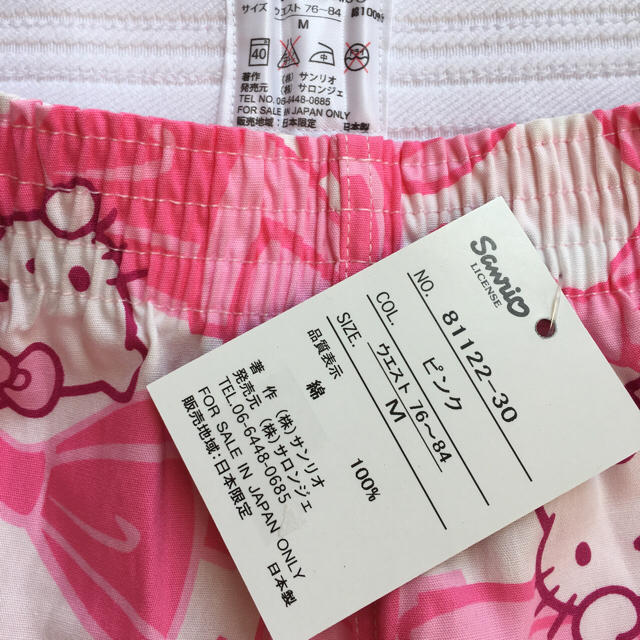 サイズ ウエスト 76~84 綿100%
M
40 中
著作 (株) サンリオ
発売元 (株) サロンジェ
TEL NO.06-6448-0685
FOR SALE IN JAPAN ONLY
販売地域:日本限定 日本製
Sanrio
LICENSE
NO. 81122-30
COL. ピンク
SIZE. ウエスト 76~84
M
品質表示
綿 100%
著 作 (株) サンリオ
発売元 (株) サロンジェ
TEL.06-6448-0685
FOR SALE IN JAPAN ONLY
販売地域:日本限定 日本製